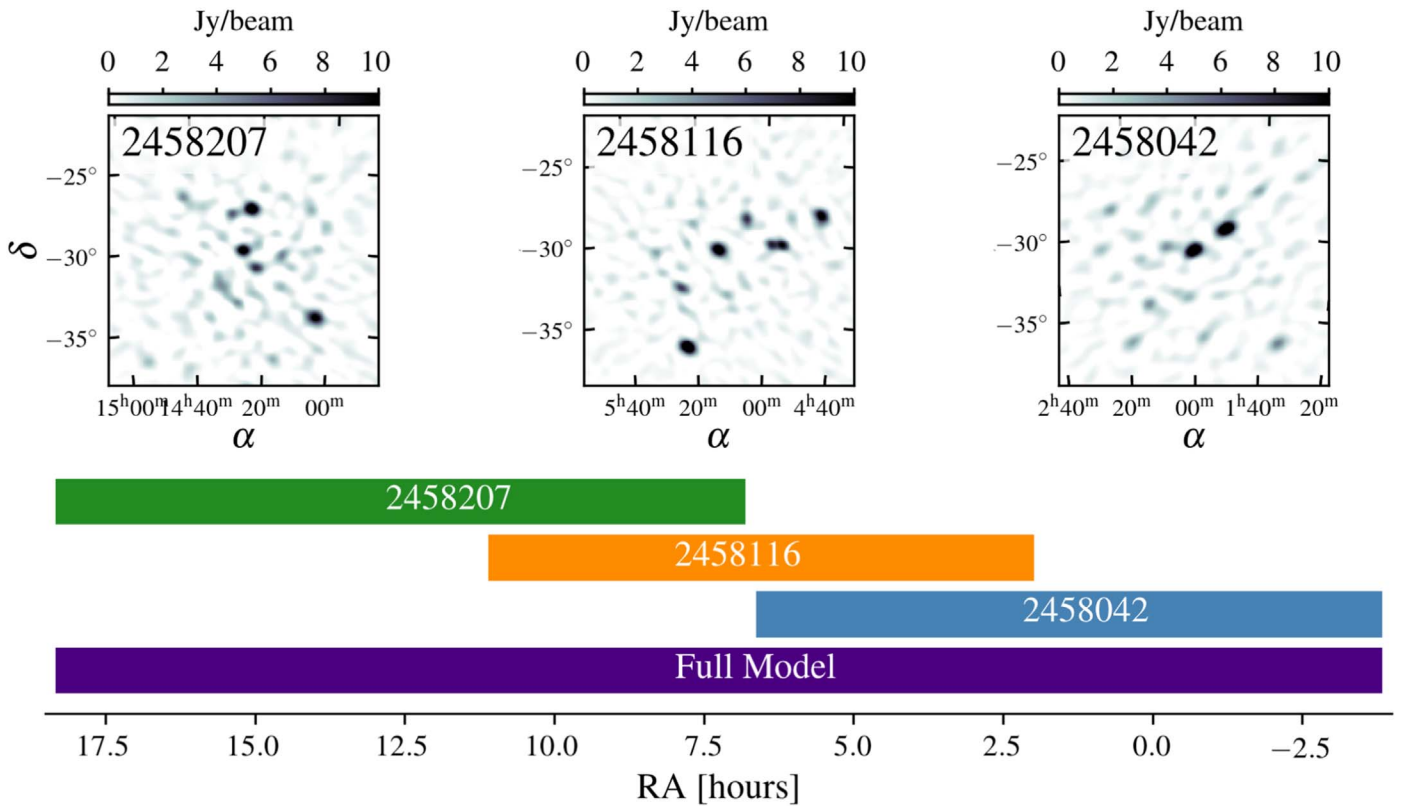 Jy/beam Jy/beam Jy/beam
0 2 4 6 8 10 0 2 4 6 8 10 0 2 4 6 8 10
2458207 2458116 2458042
−25° −25° −25°
δ −30° −30° −30°
−35° −35° −35°
15ʰ00ᵐ 14ʰ40ᵐ 20ᵐ 00ᵐ 5ʰ40ᵐ 20ᵐ 00ᵐ 4ʰ40ᵐ 2ʰ40ᵐ 20ᵐ 00ᵐ 1ʰ40ᵐ 20ᵐ
α α α
2458207
2458116
2458042
Full Model
17.5 15.0 12.5 10.0 7.5 5.0 2.5 0.0 −2.5
RA [hours]